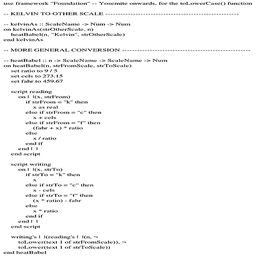 use framework "Foundation" -- Yosemite onwards, for the toLowerCase() function
-- KELVIN TO OTHER SCALE
-- kelvinAs :: ScaleName -> Num -> Num
on kelvinAs(strOtherScale, n)
    heatBabel(n, "Kelvin", strOtherScale)
end kelvinAs
-- MORE GENERAL CONVERSION
-- heatBabel :: n -> ScaleName -> ScaleName -> Num
on heatBabel(n, strFromScale, strToScale)
    set ratio to 9 / 5
    set cels to 273.15
    set fahr to 459.67
    script reading
        on |λ|(x, strFrom)
            if strFrom = "k" then
                x as real
            else if strFrom = "c" then
                x + cels
            else if strFrom = "f" then
                (fahr + x) * ratio
            else
                x / ratio
            end if
        end |λ|
    end script
    script writing
        on |λ|(x, strTo)
            if strTo = "k" then
                x
            else if strTo = "c" then
                x - cels
            else if strTo = "f" then
                (x * ratio) - fahr
            else
                x * ratio
            end if
        end |λ|
    end script
    writing's |λ|(reading's |λ|(n, ¬
        toLower(text 1 of strFromScale)), ¬
        toLower(text 1 of strToScale))
end heatBabel